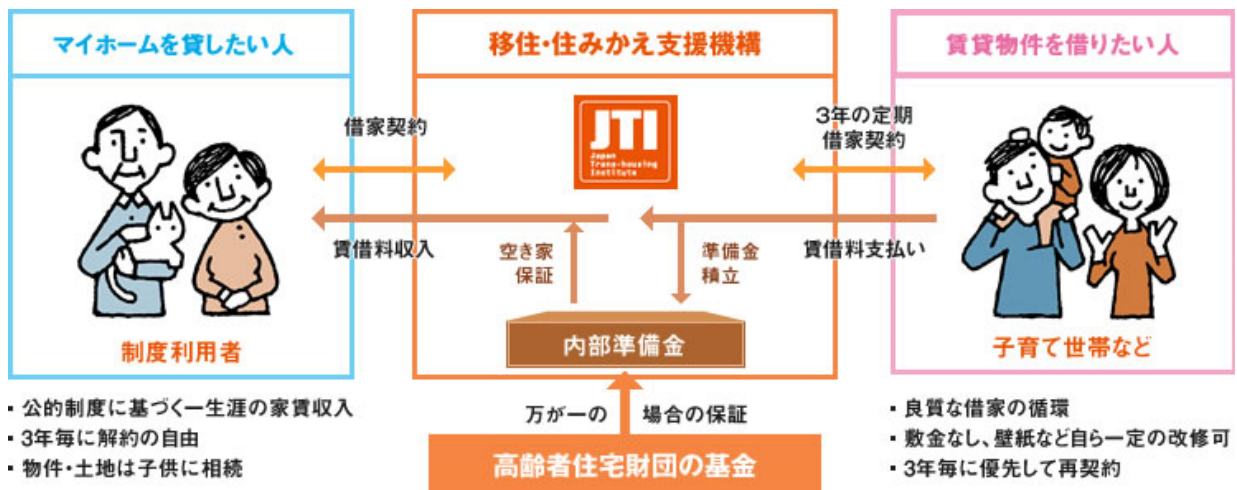 マイホームを貸したい人
移住・住みかえ支援機構
賃貸物件を借りたい人
借家契約
JTI
Japan
Trans-housing
Institute
3年の定期
借家契約
賃借料収入
空き家
保証
準備金
積立
賃借料支払い
内部準備金
制度利用者
子育て世帯など
▪ 公的制度に基づく一生涯の家賃収入
▪ 3年毎に解約の自由
▪ 物件・土地は子供に相続
万が一の 場合の保証
高齢者住宅財団の基金
▪ 良質な借家の循環
▪ 敷金なし、壁紙など自ら一定の改修可
▪ 3年毎に優先して再契約